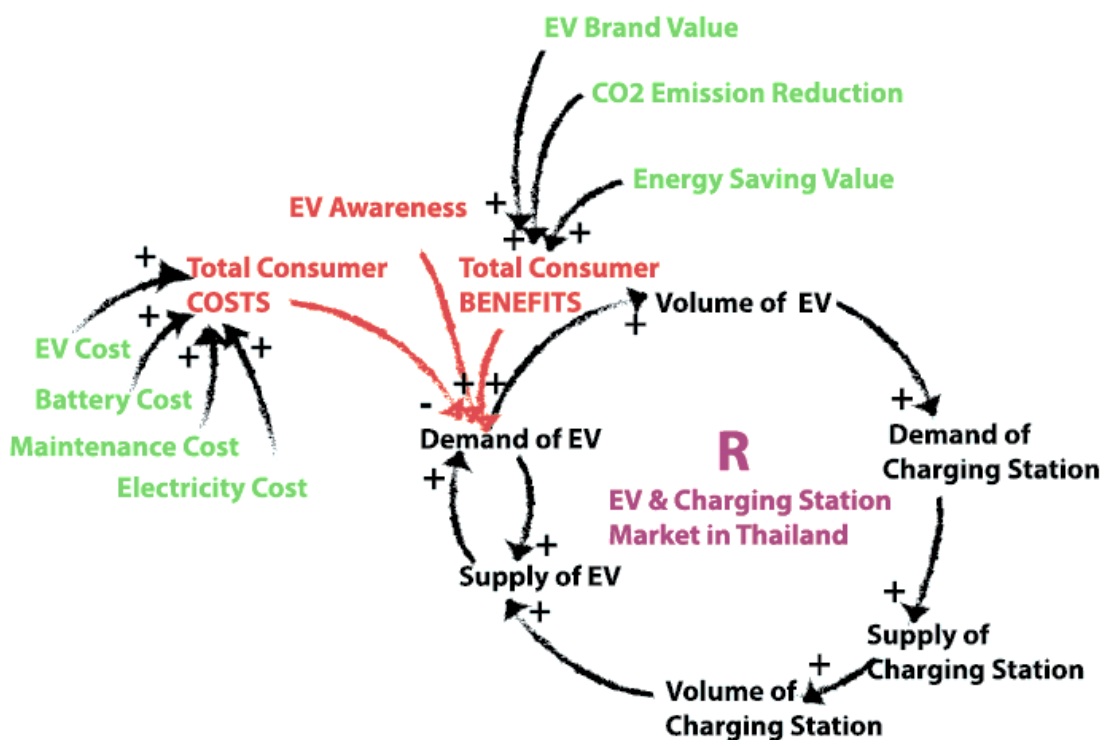 EV Brand Value
CO2 Emission Reduction
Energy Saving Value
+
EV Awareness
+
+
+
Total Consumer
COSTS
Total Consumer
BENEFITS
Volume of EV
+
+
EV Cost
+
+
Battery Cost
Maintenance Cost
Electricity Cost
+
+
-
Demand of EV
+
+
R
EV & Charging Station
Market in Thailand
Demand of
Charging Station
+
+
Supply of EV
+
+
Supply of
Charging Station
+
Volume of
Charging Station